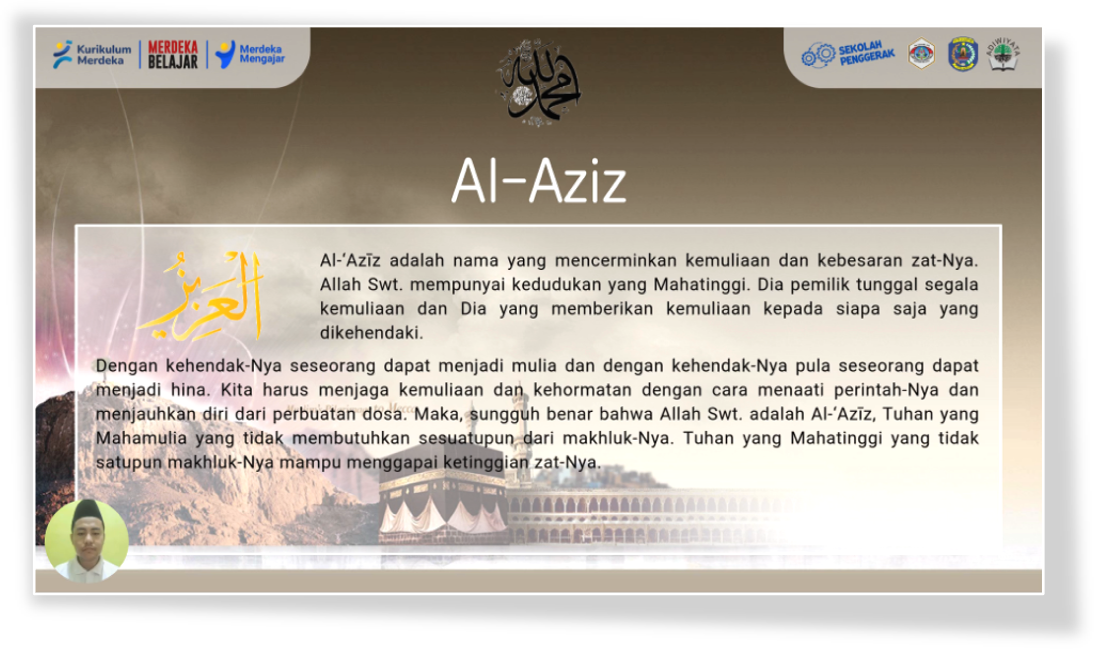 Kurikulum
Merdeka
MERDEKA
BELAJAR
Merdeka
Mengajar
SEKOLAH
PENGGERAK
ADIWIYATA
Al-Aziz
العزيز
Al-‘Azīz adalah nama yang mencerminkan kemuliaan dan kebesaran zat-Nya.
Allah Swt. mempunyai kedudukan yang Mahatinggi. Dia pemilik tunggal segala
kemuliaan dan Dia yang memberikan kemuliaan kepada siapa saja yang
dikehendaki.
Dengan kehendak-Nya seseorang dapat menjadi mulia dan dengan kehendak-Nya pula seseorang dapat
menjadi hina. Kita harus menjaga kemuliaan dan kehormatan dengan cara menaati perintah-Nya dan
menjauhkan diri dari perbuatan dosa. Maka, sungguh benar bahwa Allah Swt. adalah Al-‘Azīz, Tuhan yang
Mahamulia yang tidak membutuhkan sesuatupun dari makhluk-Nya. Tuhan yang Mahatinggi yang tidak
satupun makhluk-Nya mampu menggapai ketinggian zat-Nya.